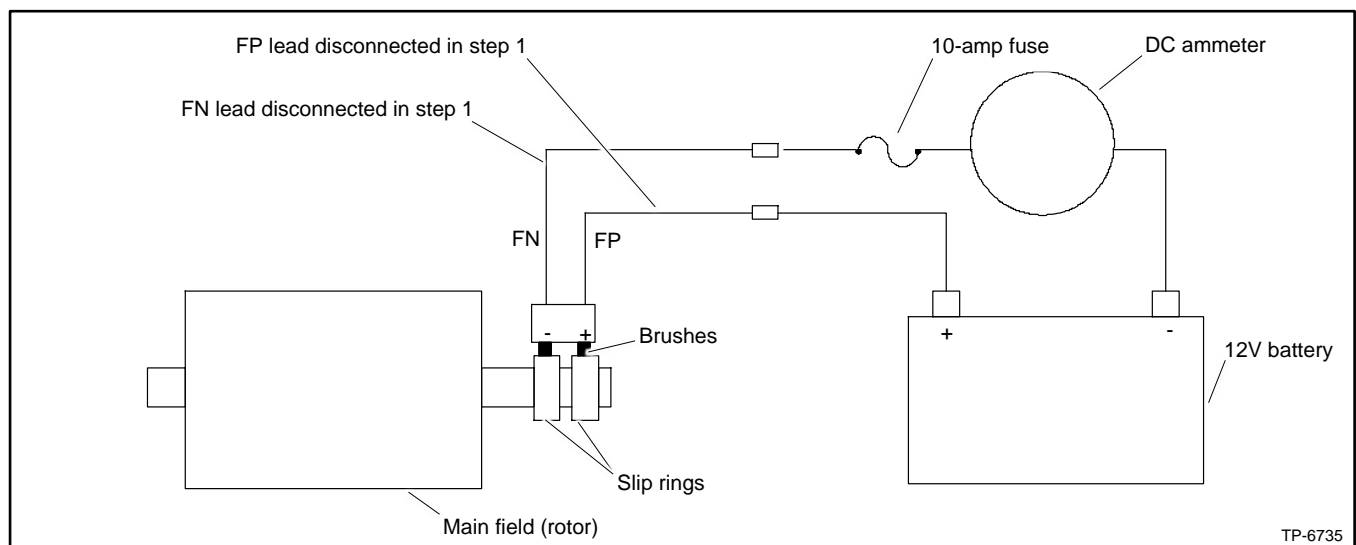 FP lead disconnected in step 1
10-amp fuse
DC ammeter
FN lead disconnected in step 1
FN
FP
- +
Brushes
+
-
12V battery
Slip rings
Main field (rotor)
TP-6735